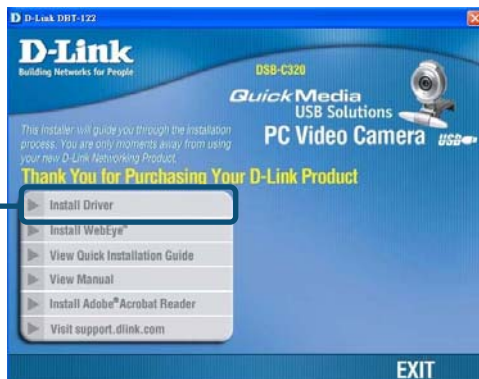 D D-Link DBT-122
D-Link
Building Networks for People
DSB-C320
QuickMedia
USB Solutions
PC Video Camera USB
This installer will guide you through the installation
process. You are only moments away from using
your new D-Link Networking Product.
Thank You for Purchasing Your D-Link Product
Install Driver
Install WebEye™
View Quick Installation Guide
View Manual
Install Adobe® Acrobat Reader
Visit support.dlink.com
EXIT